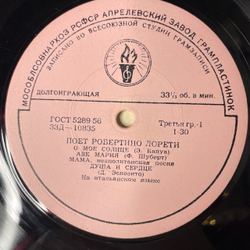 МОСОБЛСОВНАРХОЗ РСФСР АПРЕЛЕВСКИЙ ЗАВОД ГРАМПЛАСТИНОК
ЗАПИСАНО ВО ВСЕСОЮЗНОЙ СТУДИИ ГРАМЗАПИСИ
ДОЛГОИГРАЮЩАЯ
33⅓ об. в мин.
ГОСТ 5289-56
Третья гр.-1
33Д—10835
1-30
ПОЕТ РОБЕРТИНО ЛОРЕТИ
О МОЕ СОЛНЦЕ (Э. Капуа)
АВЕ МАРИЯ (Ф. Шуберт)
МАМА, неаполитанская песня
ДУША И СЕРДЦЕ
(Д. Эспозито)
На итальянском языке